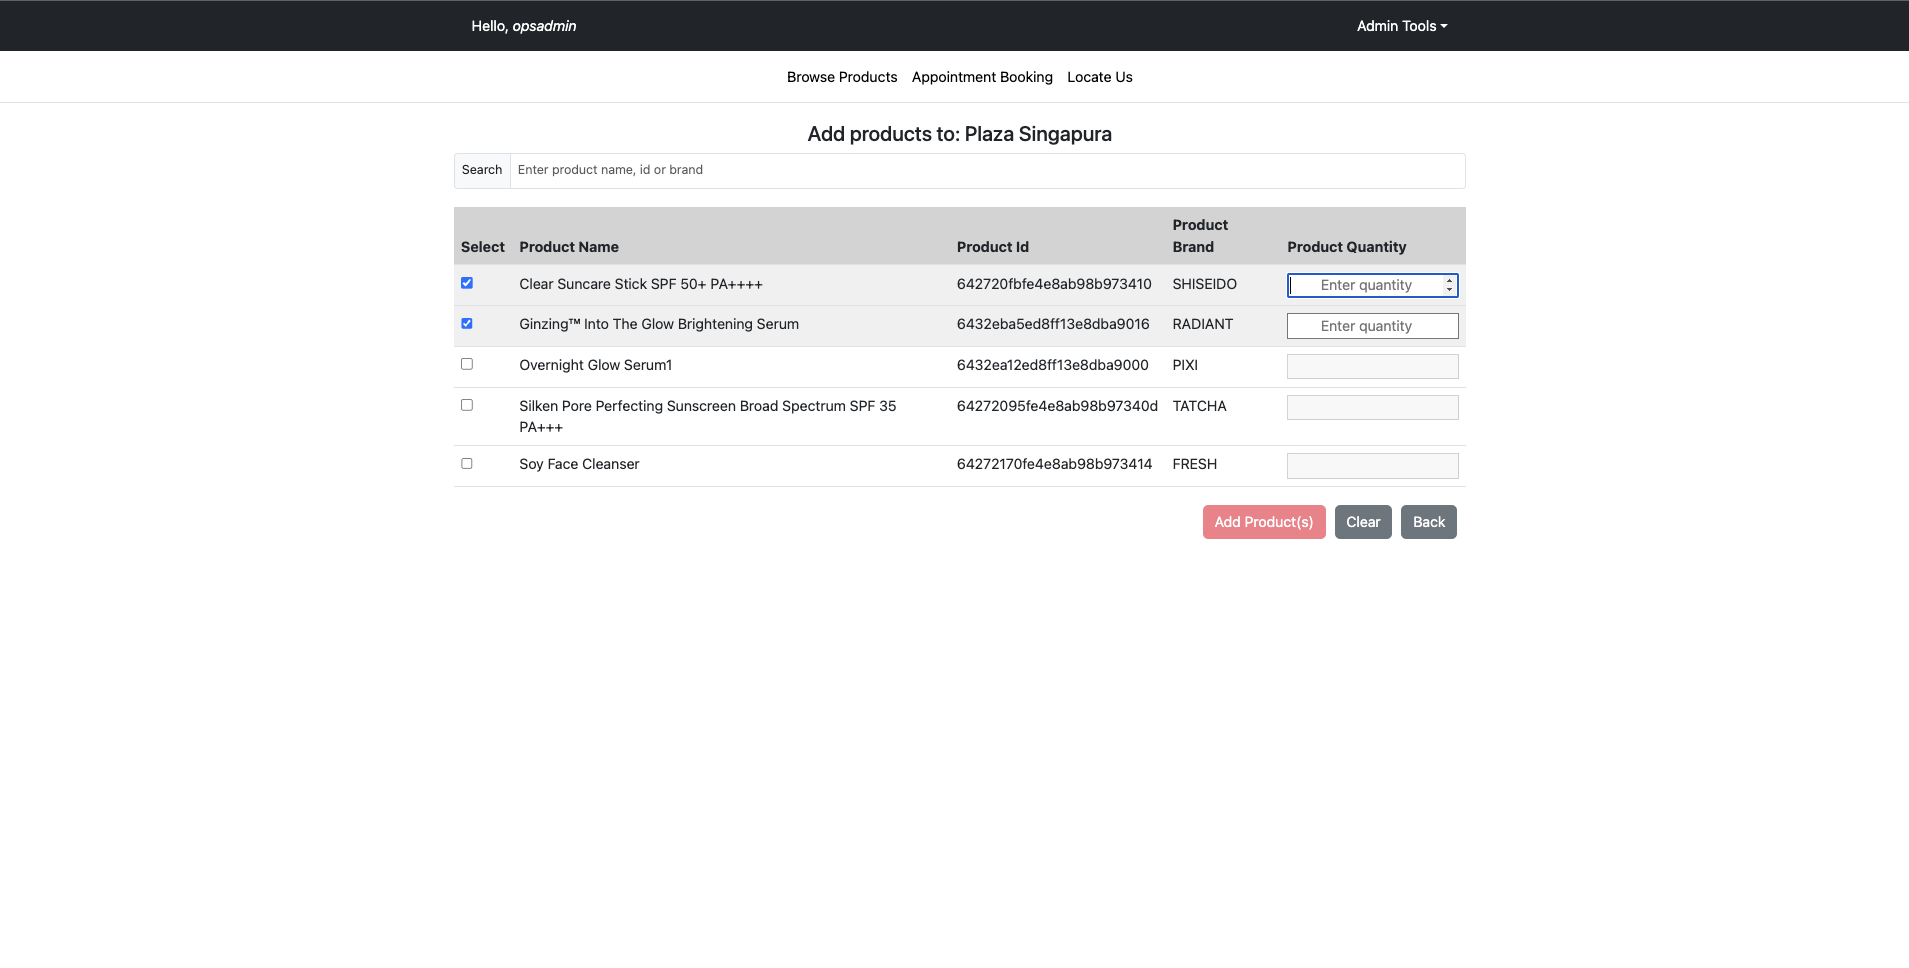 Hello, opsadmin
Admin Tools
Browse Products Appointment Booking Locate Us
Add products to: Plaza Singapura
Search Enter product name, id or brand
Select Product Name Product Id Product Brand Product Quantity
Clear Suncare Stick SPF 50+ PA++++ 642720fbfe4e8ab98b973410 SHISEIDO Enter quantity
Ginzing™ Into The Glow Brightening Serum 6432eba5ed8ff13e8dba9016 RADIANT Enter quantity
Overnight Glow Serum1 6432ea12ed8ff13e8dba9000 PIXI
Silken Pore Perfecting Sunscreen Broad Spectrum SPF 35 64272095fe4e8ab98b97340d TATCHA
PA+++
Soy Face Cleanser 64272170fe4e8ab98b973414 FRESH
Add Product(s) Clear Back